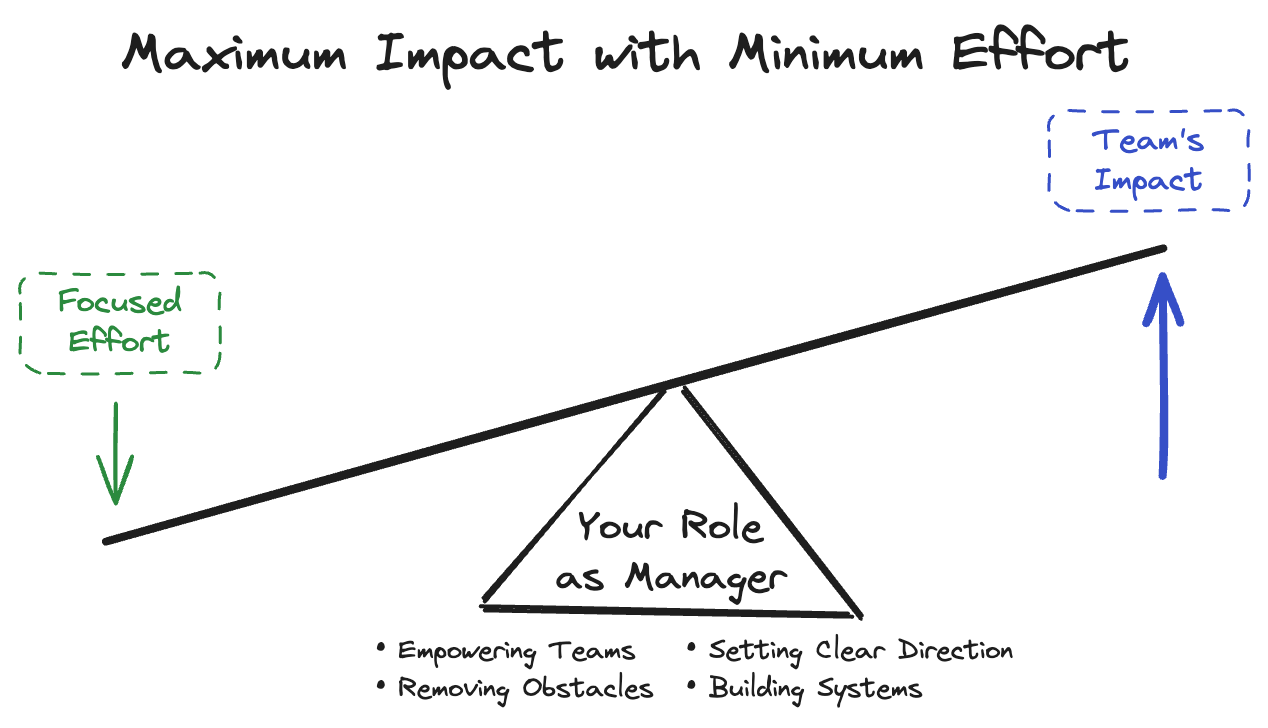 Maximum Impact with Minimum Effort
Team's
Impact
Focused
Effort
Your Role
as Manager
• Empowering Teams
• Removing Obstacles
• Setting Clear Direction
• Building Systems